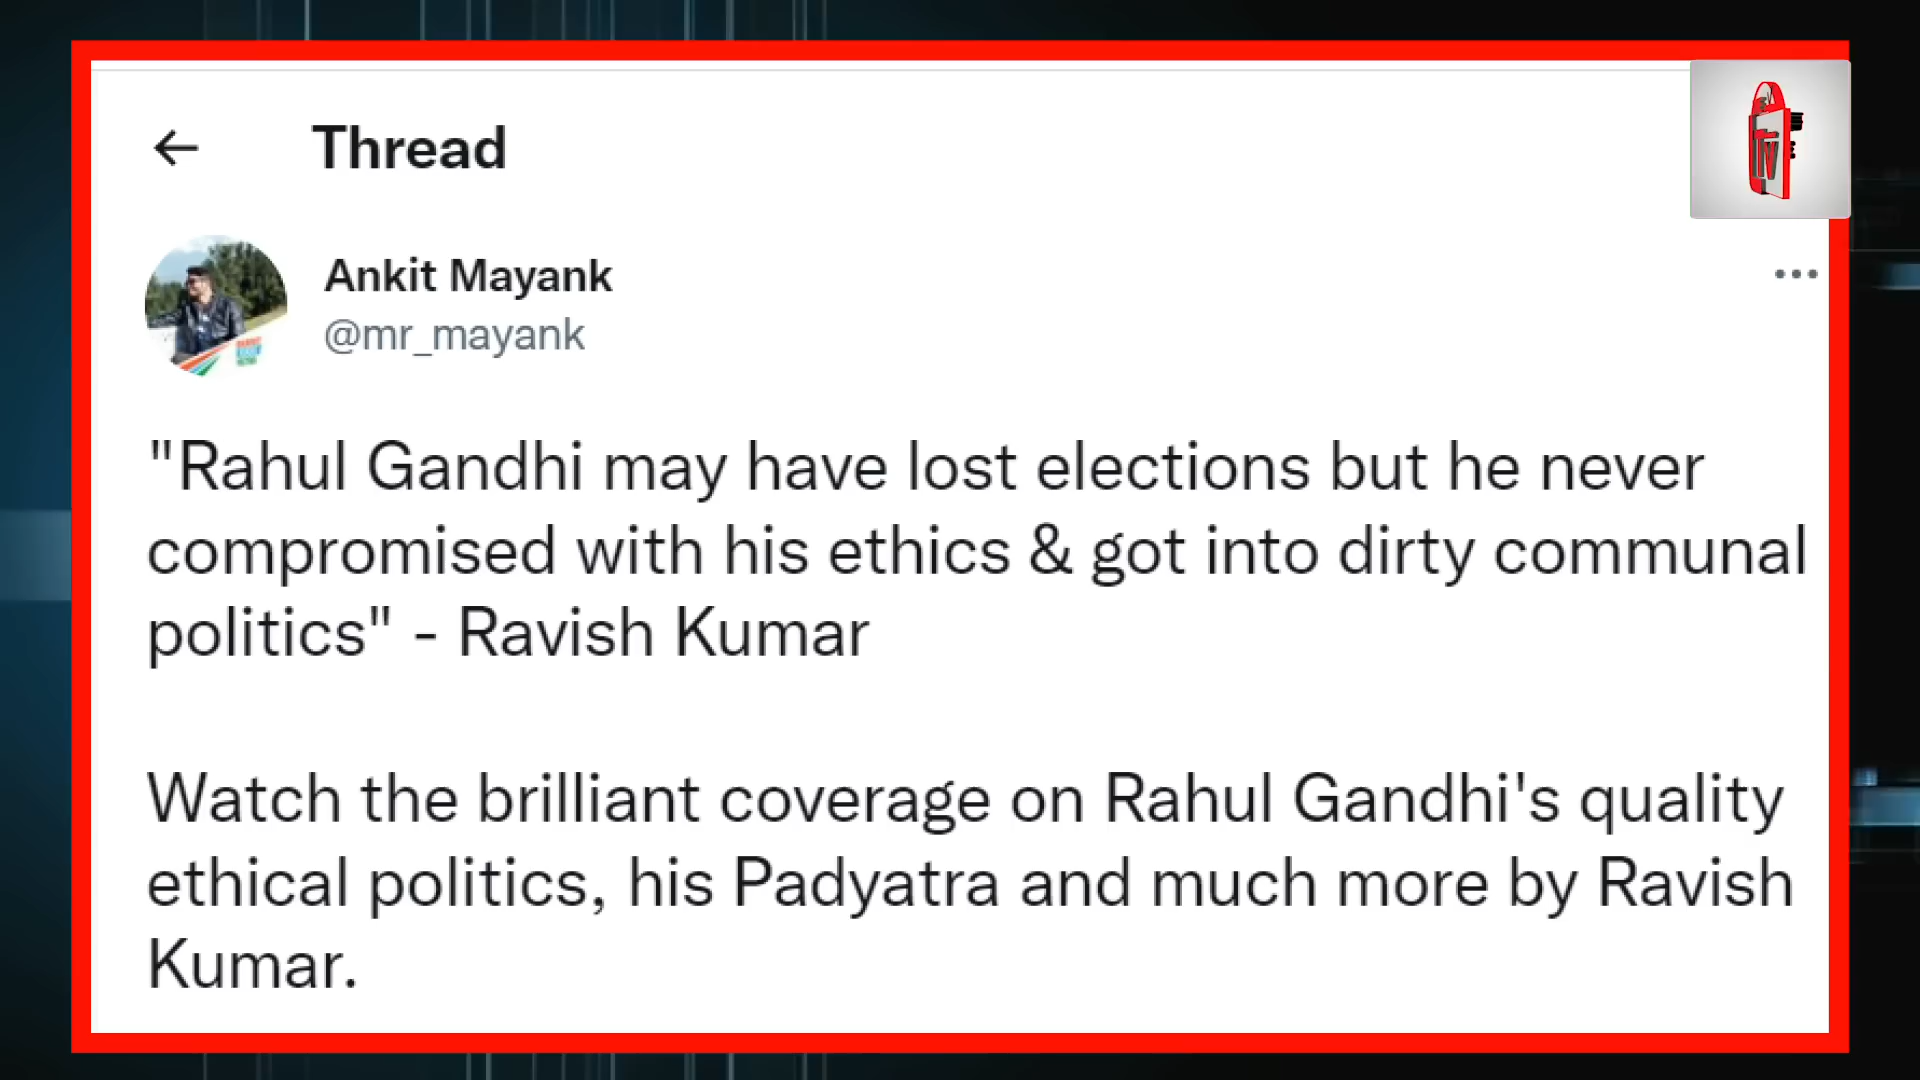 Thread
Ankit Mayank
@mr_mayank
"Rahul Gandhi may have lost elections but he never
compromised with his ethics & got into dirty communal
politics" - Ravish Kumar
Watch the brilliant coverage on Rahul Gandhi's quality
ethical politics, his Padyatra and much more by Ravish
Kumar.
TV